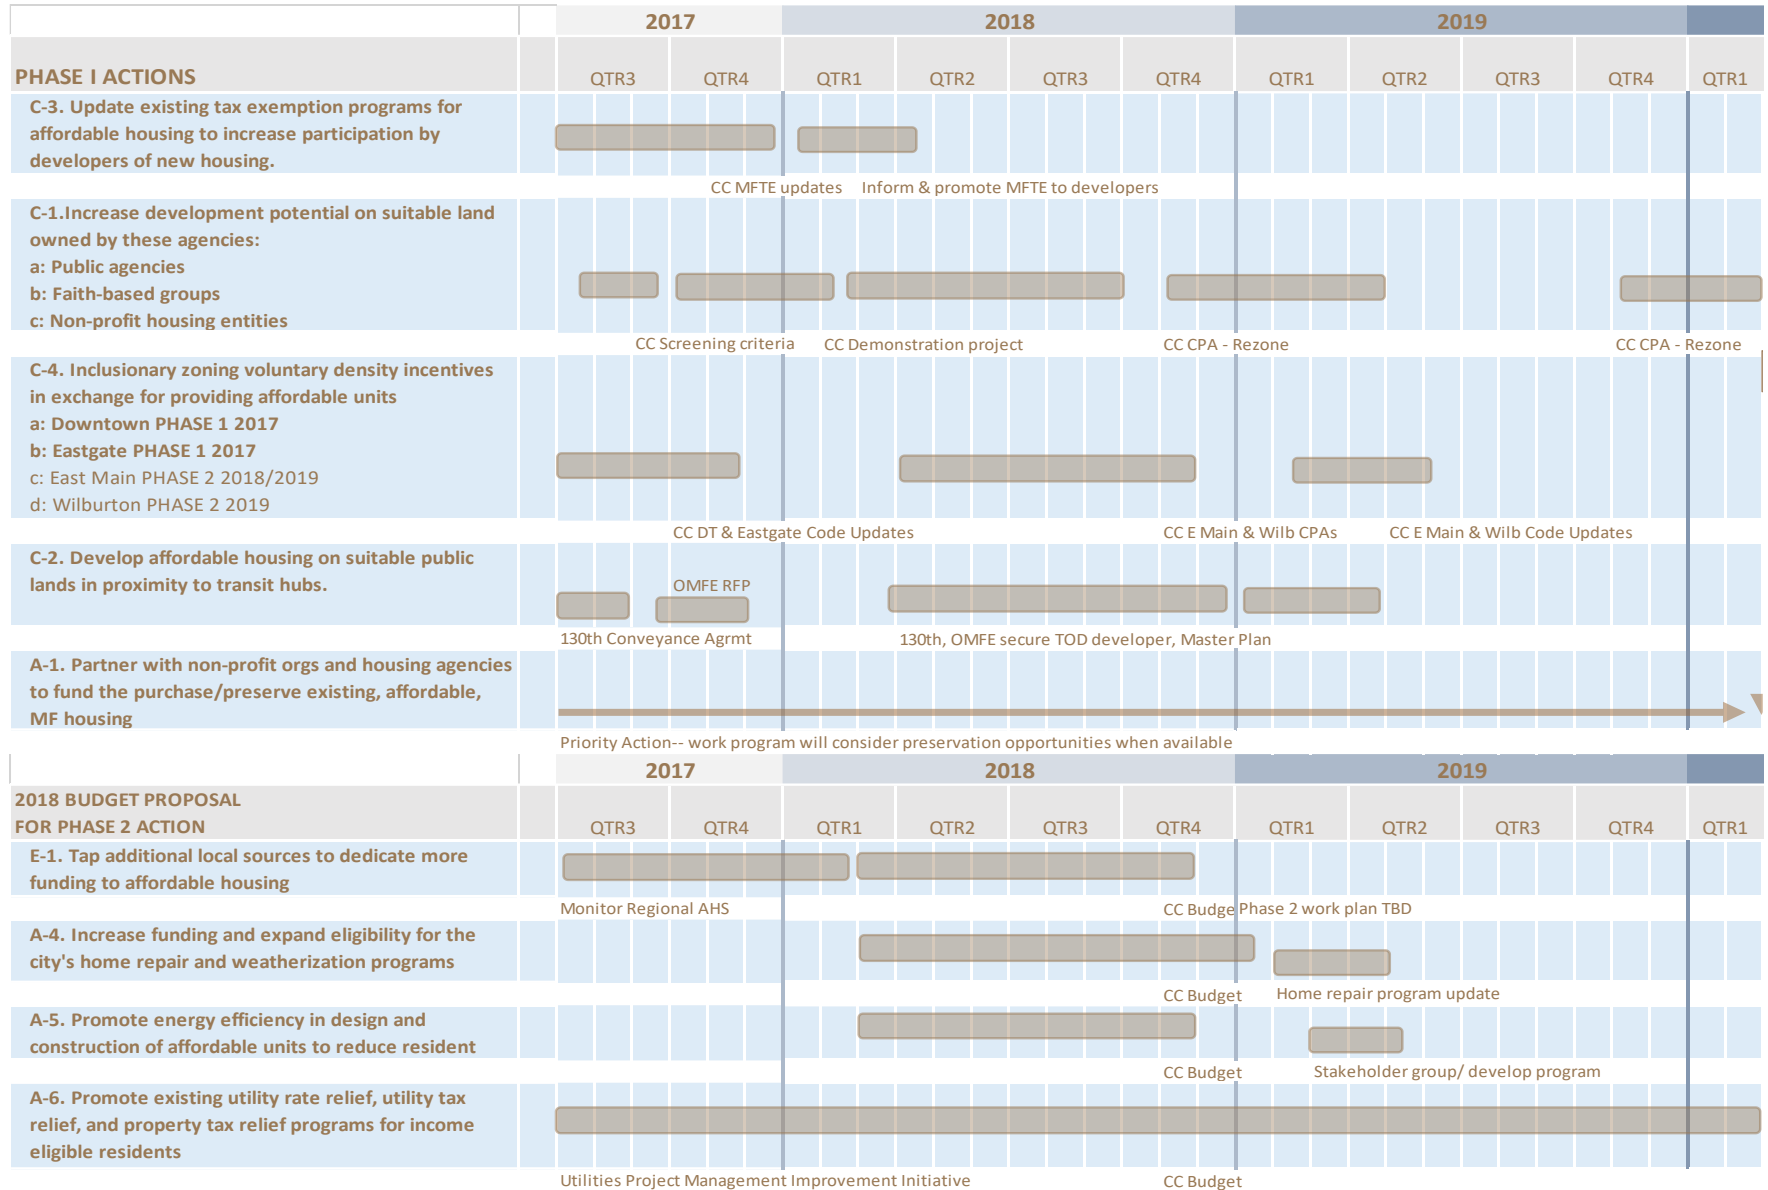 2017 2018 2019
PHASE I ACTIONS QTR3 QTR4 QTR1 QTR2 QTR3 QTR4 QTR1 QTR2 QTR3 QTR4 QTR1
C-3. Update existing tax exemption programs for
affordable housing to increase participation by
developers of new housing.
CC MFTE updates Inform & promote MFTE to developers
C-1.Increase development potential on suitable land
owned by these agencies:
a: Public agencies
b: Faith-based groups
c: Non-profit housing entities
CC Screening criteria CC Demonstration project CC CPA - Rezone CC CPA - Rezone
C-4. Inclusionary zoning voluntary density incentives
in exchange for providing affordable units
a: Downtown PHASE 1 2017
b: Eastgate PHASE 1 2017
c: East Main PHASE 2 2018/2019
d: Wilburton PHASE 2 2019
CC DT & Eastgate Code Updates CC E Main & Wilb CPAs CC E Main & Wilb Code Updates
C-2. Develop affordable housing on suitable public
lands in proximity to transit hubs.
OMFE RFP
130th Conveyance Agrmt 130th, OMFE secure TOD developer, Master Plan
A-1. Partner with non-profit orgs and housing agencies
to fund the purchase/preserve existing, affordable,
MF housing
Priority Action-- work program will consider preservation opportunities when available
2017 2018 2019
2018 BUDGET PROPOSAL
FOR PHASE 2 ACTION QTR3 QTR4 QTR1 QTR2 QTR3 QTR4 QTR1 QTR2 QTR3 QTR4 QTR1
E-1. Tap additional local sources to dedicate more
funding to affordable housing
Monitor Regional AHS CC Budge Phase 2 work plan TBD
A-4. Increase funding and expand eligibility for the
city's home repair and weatherization programs
CC Budget Home repair program update
A-5. Promote energy efficiency in design and
construction of affordable units to reduce resident
CC Budget Stakeholder group/ develop program
A-6. Promote existing utility rate relief, utility tax
relief, and property tax relief programs for income
eligible residents
Utilities Project Management Improvement Initiative CC Budget